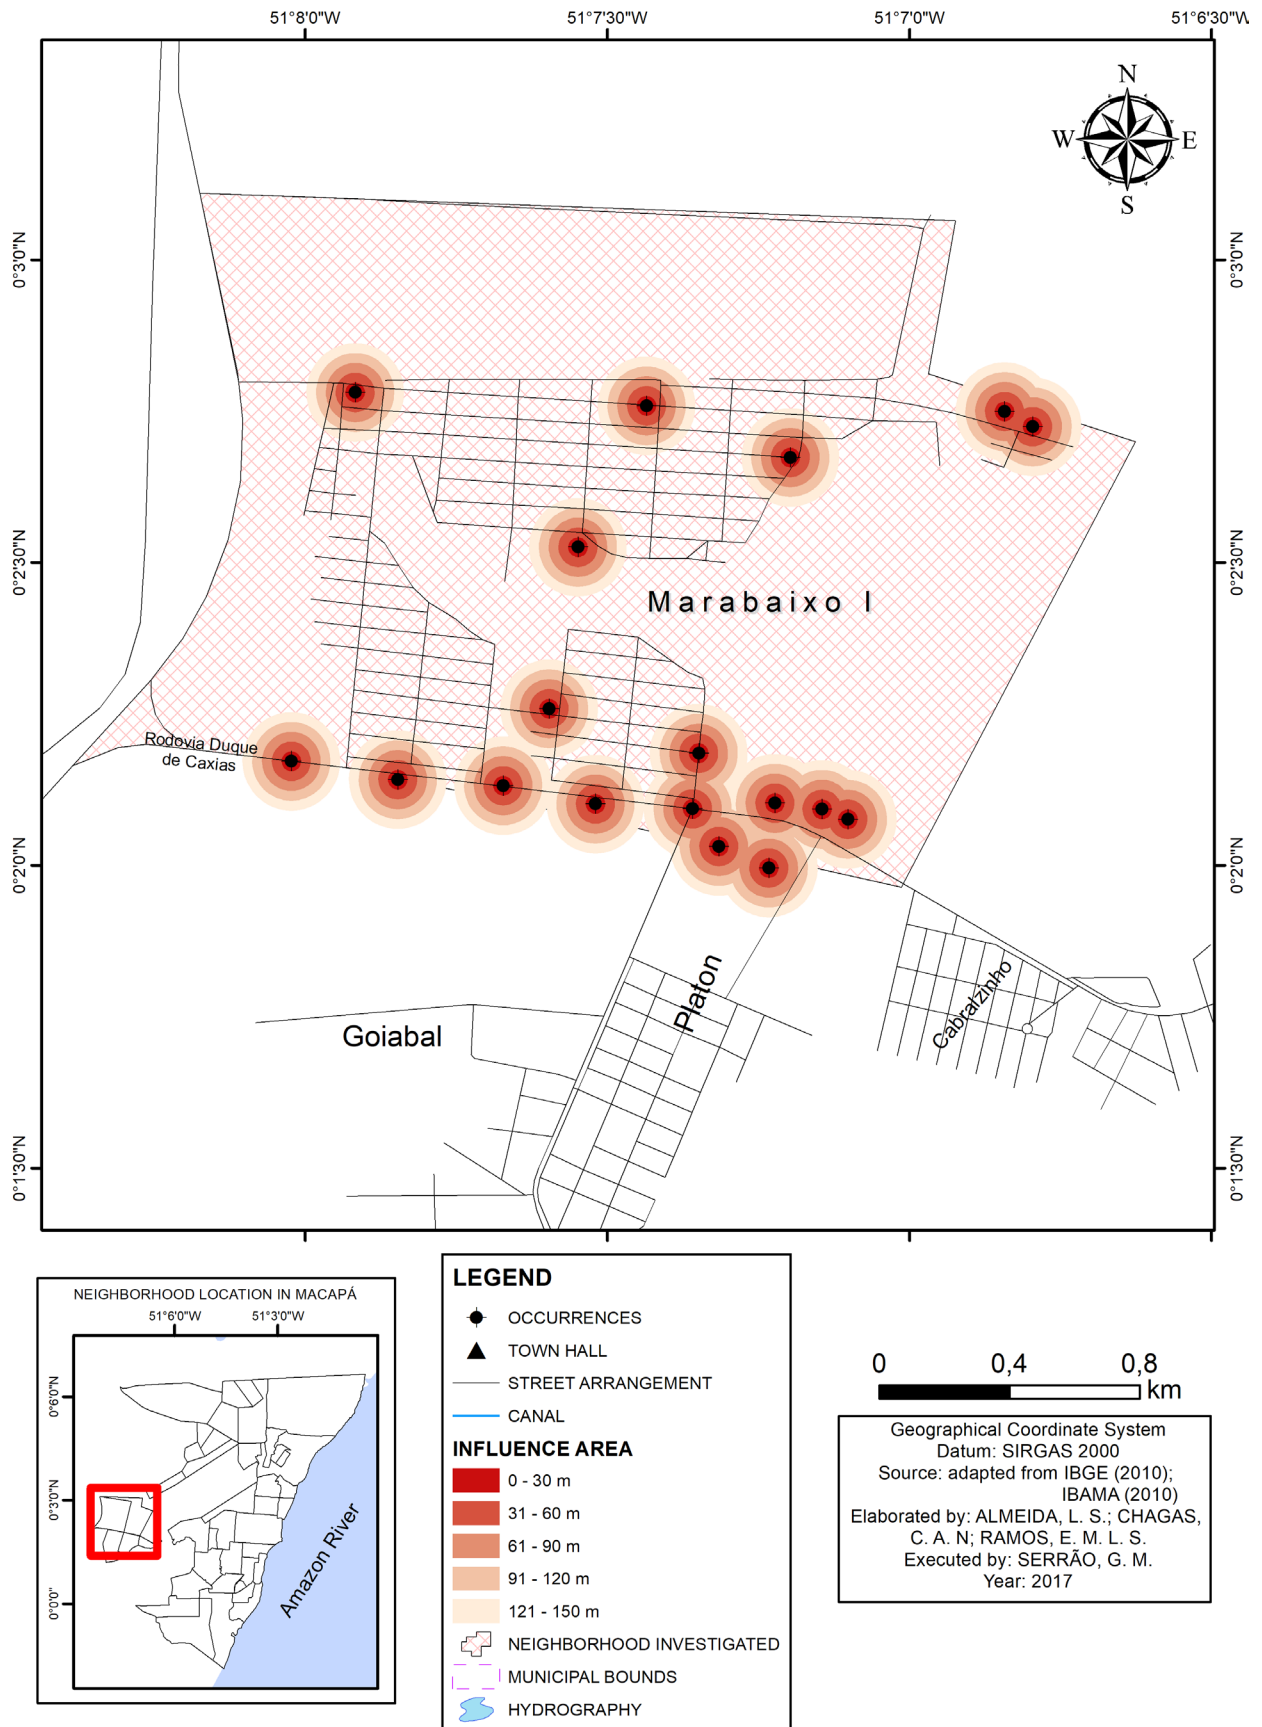 51°8'0"W
51°7'30"W
51°7'0"W
51°6'30"W
N
W
E
S
0°3'0"N
0°3'0"N
0°2'30"N
0°2'30"N
Marabaixo I
Rodovia Duque
de Caxias
0°2'0"N
0°2'0"N
Platon
Cabralzinho
Goiabal
0°1'30"N
0°1'30"N
NEIGHBORHOOD LOCATION IN MACAPÁ
51°6'0"W
51°3'0"W
0°6'0"N
0°3'0"N
0°0'0"
Amazon River
LEGEND
OCCURRENCES
TOWN HALL
STREET ARRANGEMENT
CANAL
INFLUENCE AREA
0 - 30 m
31 - 60 m
61 - 90 m
91 - 120 m
121 - 150 m
NEIGHBORHOOD INVESTIGATED
MUNICIPAL BOUNDS
HYDROGRAPHY
0 0,4 0,8
km
Geographical Coordinate System
Datum: SIRGAS 2000
Source: adapted from IBGE (2010);
IBAMA (2010)
Elaborated by: ALMEIDA, L. S.; CHAGAS,
C. A. N; RAMOS, E. M. L. S.
Executed by: SERRÃO, G. M.
Year: 2017